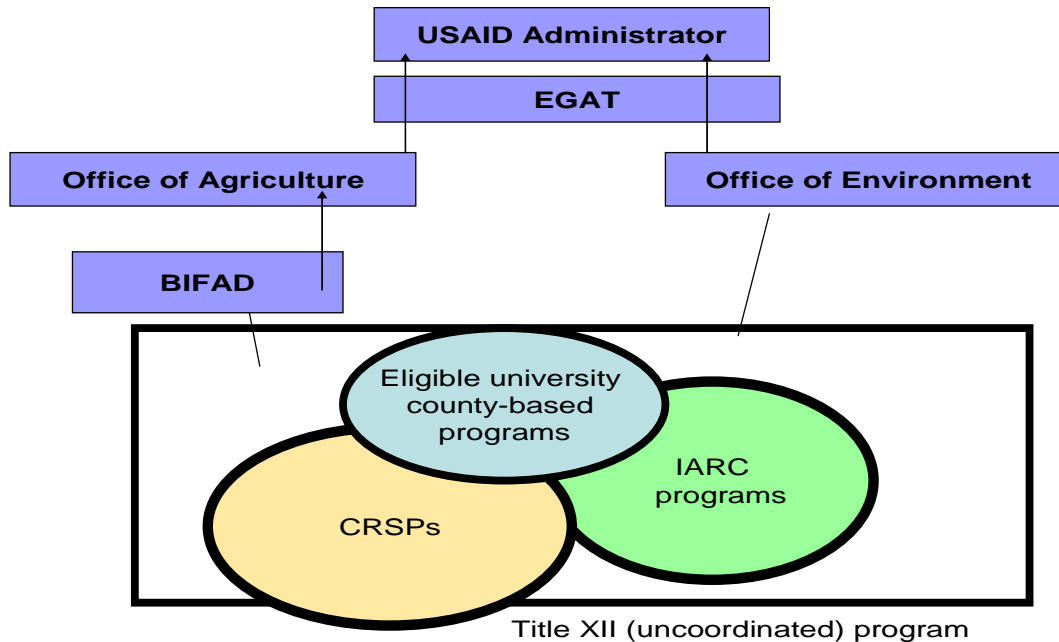 USAID Administrator
EGAT
Office of Agriculture
Office of Environment
BIFAD
Eligible university
county-based
programs
IARC
programs
CRSPs
Title XII (uncoordinated) program